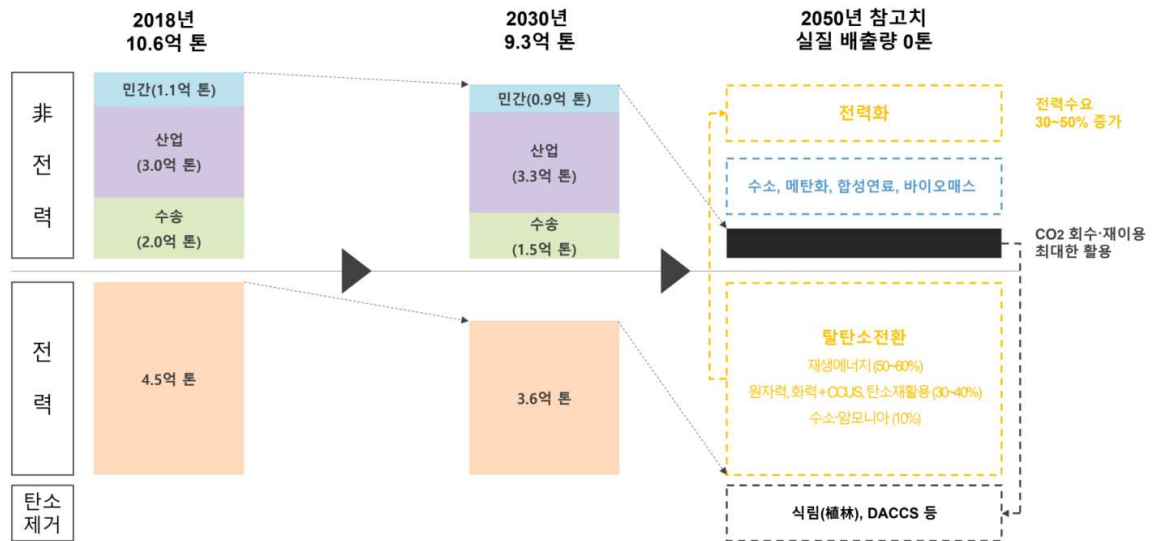 2018년
10.6억 톤
2030년
9.3억 톤
2050년 참고치
실질 배출량 0톤
非
전
력
민간(1.1억 톤)
산업
(3.0억 톤)
수송
(2.0억 톤)
민간(0.9억 톤)
산업
(3.3억 톤)
수송
(1.5억 톤)
전력화
전력수요
30~50% 증가
수소, 메탄화, 합성연료, 바이오매스
CO2 회수·재이용
최대한 활용
전
력
4.5억 톤
3.6억 톤
탈탄소전환
재생에너지 (50~60%)
원자력, 화력 + CCUS, 탄소재활용 (30~40%)
수소·암모니아 (10%)
탄소
제거
식림(植林), DACCS 등